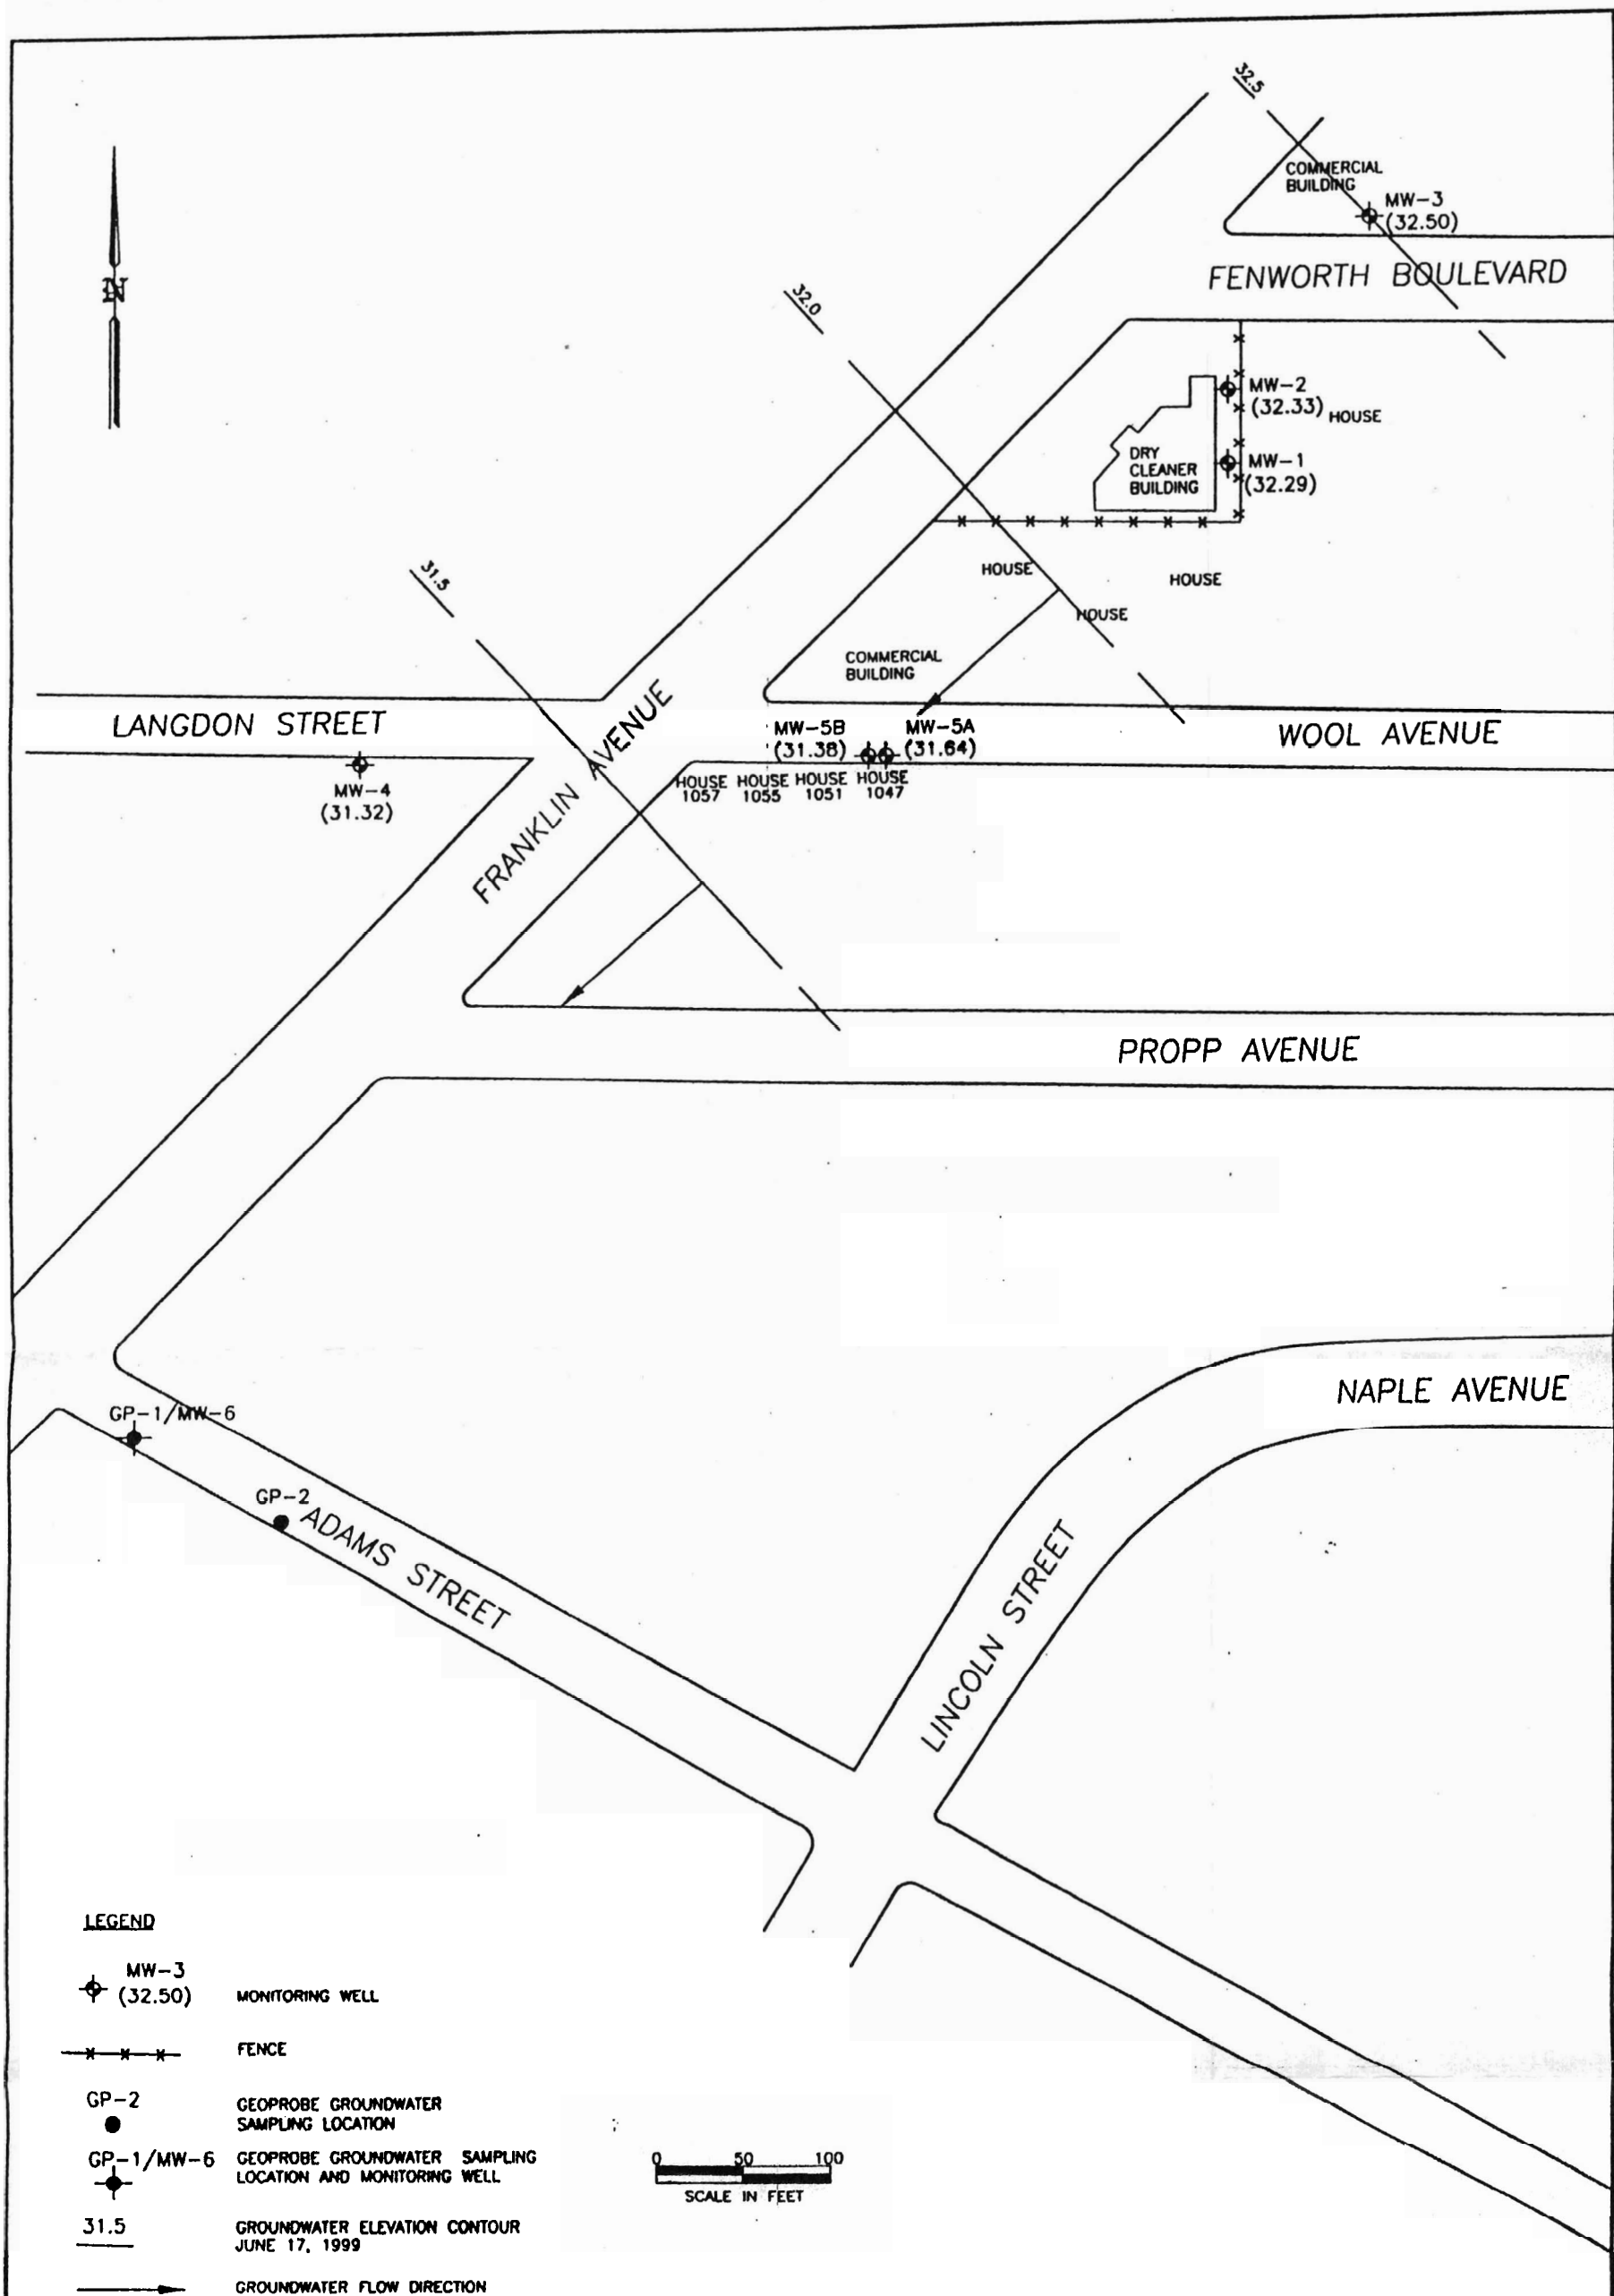 32.5
COMMERCIAL
BUILDING
MW-3
(32.50)
N
FENWORTH BOULEVARD
32.0
MW-2
(32.33)
HOUSE
DRY
CLEANER
BUILDING
MW-1
(32.29)
31.5
HOUSE
HOUSE
HOUSE
COMMERCIAL
BUILDING
LANGDON STREET
FRANKLIN AVENUE
MW-5B
(31.38)
MW-5A
(31.64)
WOOL AVENUE
MW-4
(31.32)
HOUSE HOUSE HOUSE HOUSE
1057 1055 1051 1047
PROPP AVENUE
NAPLE AVENUE
GP-1/MW-6
GP-2
ADAMS STREET
LINCOLN STREET
LEGEND
MW-3
(32.50)
MONITORING WELL
FENCE
GP-2
GEOPROBE GROUNDWATER
SAMPLING LOCATION
GP-1/MW-6
GEOPROBE GROUNDWATER SAMPLING
LOCATION AND MONITORING WELL
0 50 100
SCALE IN FEET
31.5
GROUNDWATER ELEVATION CONTOUR
JUNE 17, 1999
GROUNDWATER FLOW DIRECTION